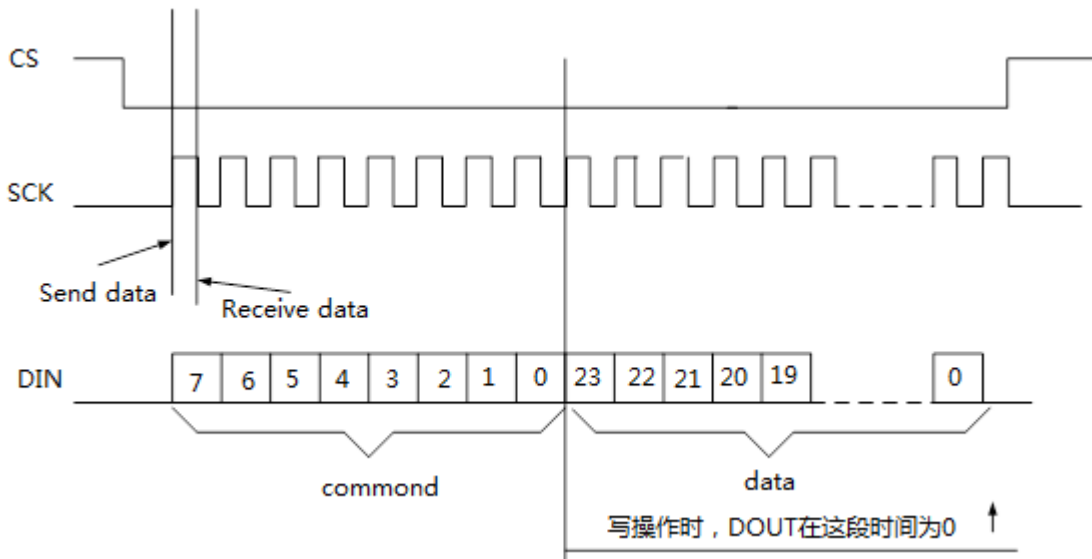 CS
SCK
Send data
Receive data
DIN 7 6 5 4 3 2 1 0 23 22 21 20 19 0
commond
data
写操作时，DOUT在这段时间为0